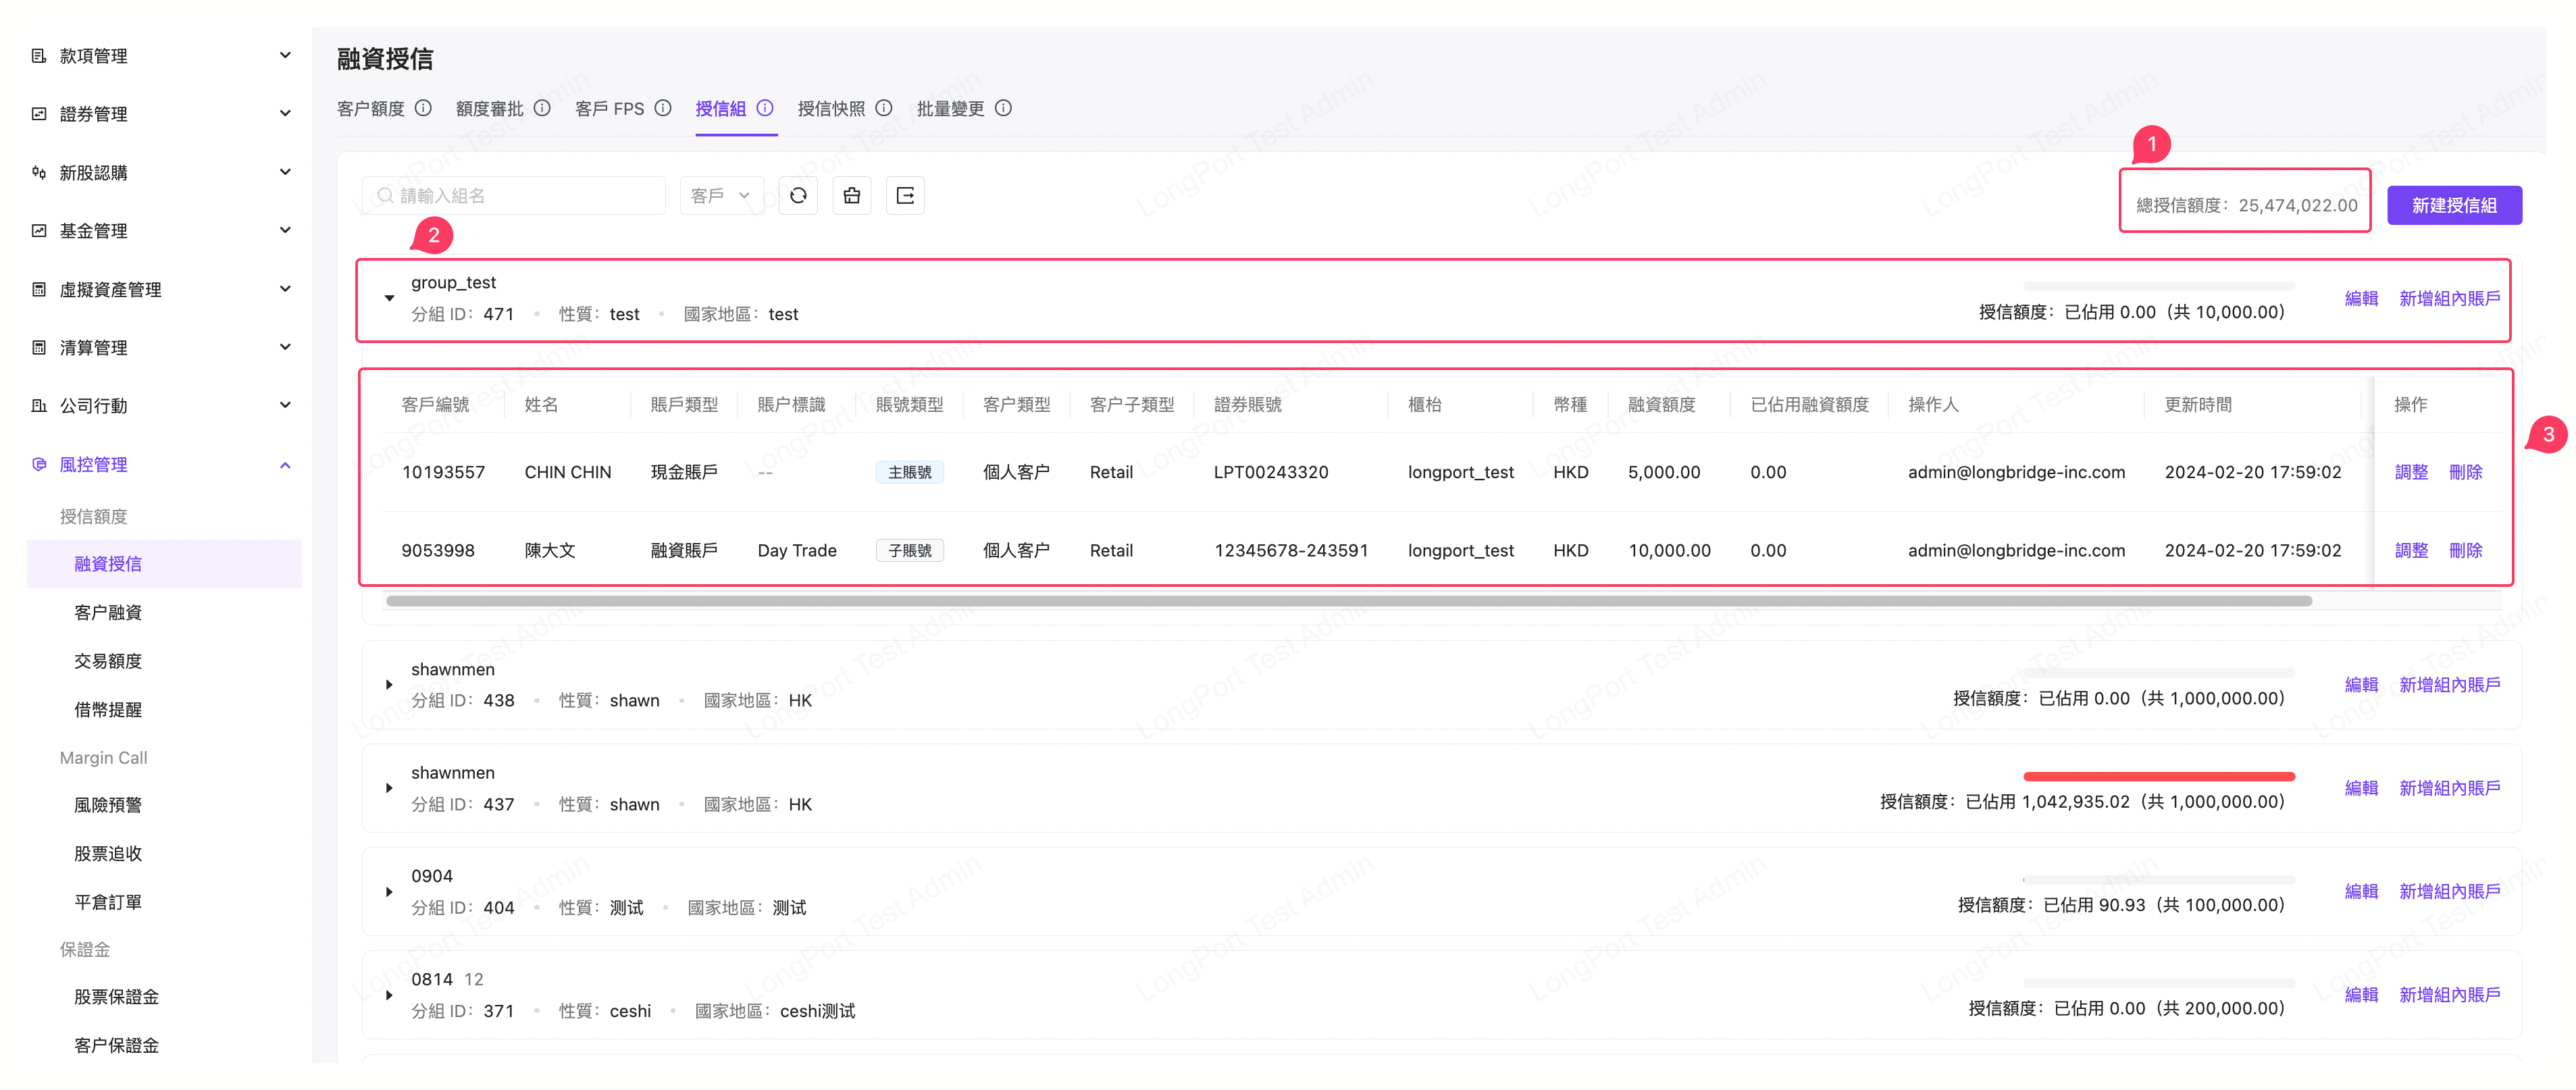 款項管理
證券管理
新股認購
基金管理
虛擬資產管理
清算管理
公司行動
風控管理
授信額度
融資授信
客户融資
交易額度
借幣提醒
Margin Call
風險預警
股票追收
平倉訂單
保證金
股票保證金
客户保證金
融資授信
客户額度 額度審批 客戶 FPS 授信組 授信快照 批量變更
1
請輸入組名 客戶 總授信額度：25,474,022.00 新建授信組
2
group_test
分組 ID：471 • 性質：test • 國家地區：test
授信額度：已佔用 0.00（共 10,000.00） 編輯 新增組內賬戶
3
客戶編號 姓名 賬戶類型 賬户標識 賬號類型 客户類型 客户子類型 證券賬號 櫃枱 幣種 融資額度 已佔用融資額度 操作人 更新時間 操作
10193557 CHIN CHIN 現金賬戶 -- 主賬號 個人客户 Retail LPT00243320 longport_test HKD 5,000.00 0.00 admin@longbridge-inc.com 2024-02-20 17:59:02 調整 刪除
9053998 陳大文 融資賬戶 Day Trade 子賬號 個人客户 Retail 12345678-243591 longport_test HKD 10,000.00 0.00 admin@longbridge-inc.com 2024-02-20 17:59:02 調整 刪除
shawnmen
分組 ID：438 • 性質：shawn • 國家地區：HK
授信額度：已佔用 0.00（共 1,000,000.00） 編輯 新增組內賬戶
shawnmen
分組 ID：437 • 性質：shawn • 國家地區：HK
授信額度：已佔用 1,042,935.02（共 1,000,000.00） 編輯 新增組內賬戶
0904
分組 ID：404 • 性質：测试 • 國家地區：测试
授信額度：已佔用 90.93（共 100,000.00） 編輯 新增組內賬戶
0814 12
分組 ID：371 • 性質：ceshi • 國家地區：ceshi测试
授信額度：已佔用 0.00（共 200,000.00） 編輯 新增組內賬戶
LongPort Test Admin